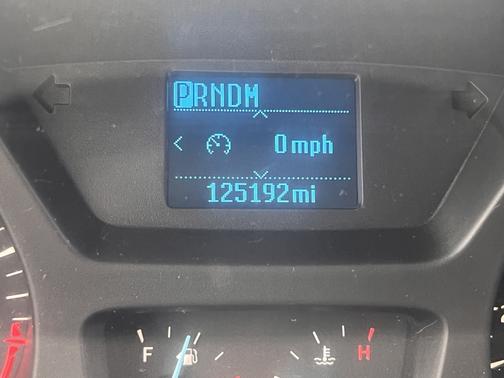 PRNDM
0mph
125192mi
F
H